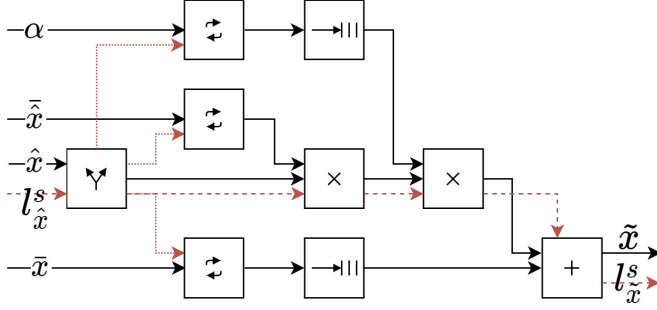 α
x̂̄
x̂
l^s_x̂
x̄
×
×
+
x̃
l^s_x̃